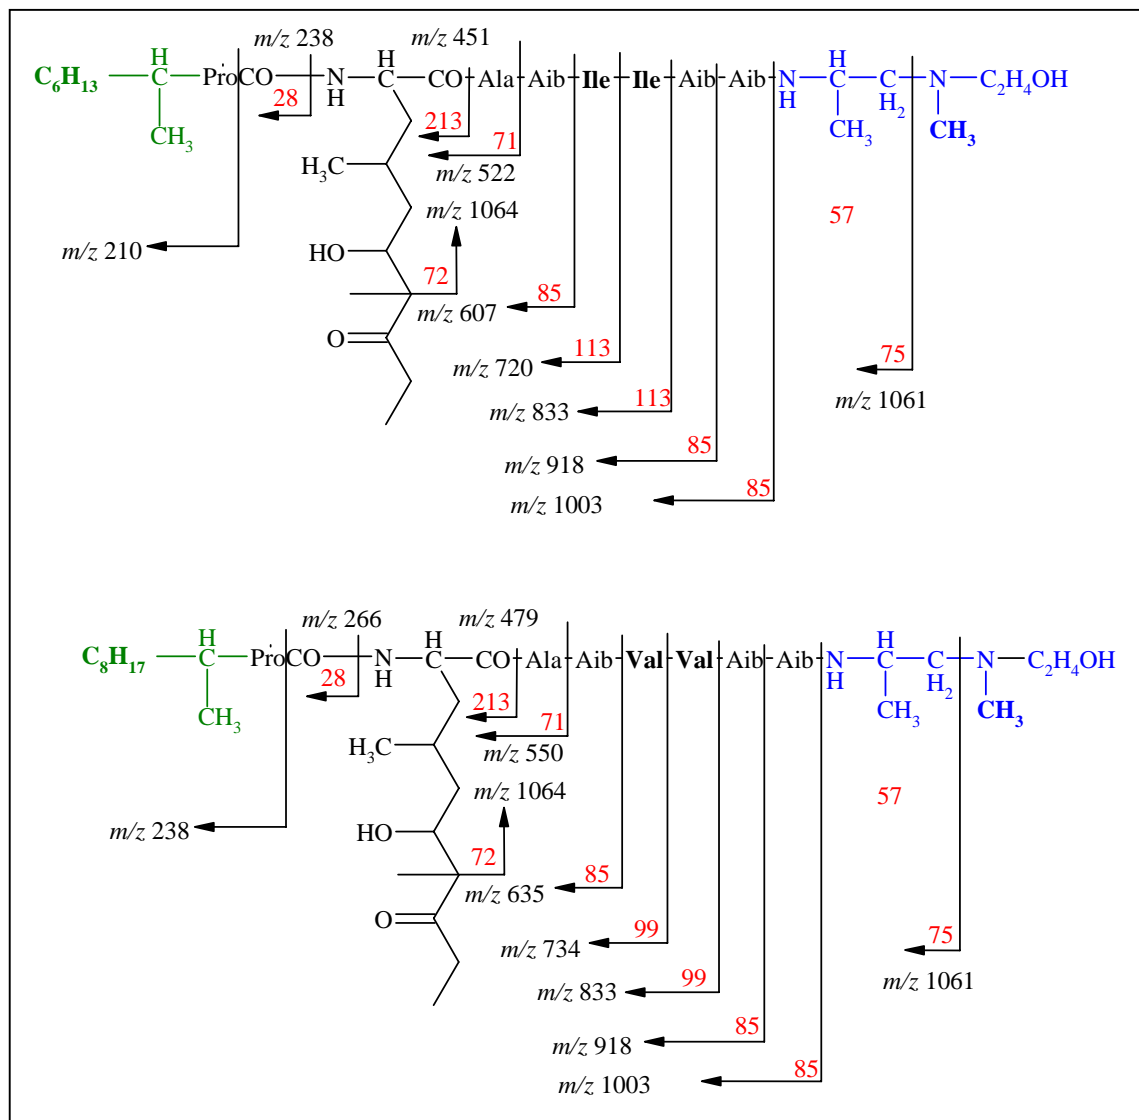 m/z 238
m/z 451
C6H13
H
CH3
Pro
CO
N
H
H
CO
Ala
Aib
Ile
Ile
Aib
Aib
N
H
H
CH3
C
H2
N
CH3
C2H4OH
28
213
71
H3C
m/z 522
m/z 1064
57
m/z 210
HO
72
m/z 607
85
O
m/z 720
113
75
m/z 1061
m/z 833
113
m/z 918
85
m/z 1003
85
m/z 266
m/z 479
C8H17
H
CH3
Pro
CO
N
H
H
CO
Ala
Aib
Val
Val
Aib
Aib
N
H
H
CH3
C
H2
N
CH3
C2H4OH
28
213
71
H3C
m/z 550
m/z 1064
57
m/z 238
HO
72
m/z 635
85
O
m/z 734
99
75
m/z 1061
m/z 833
99
m/z 918
85
m/z 1003
85